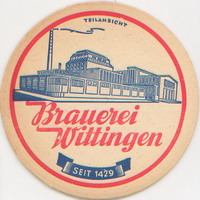 TEILANSICHT
Brauerei
Wittingen
SEIT 1429